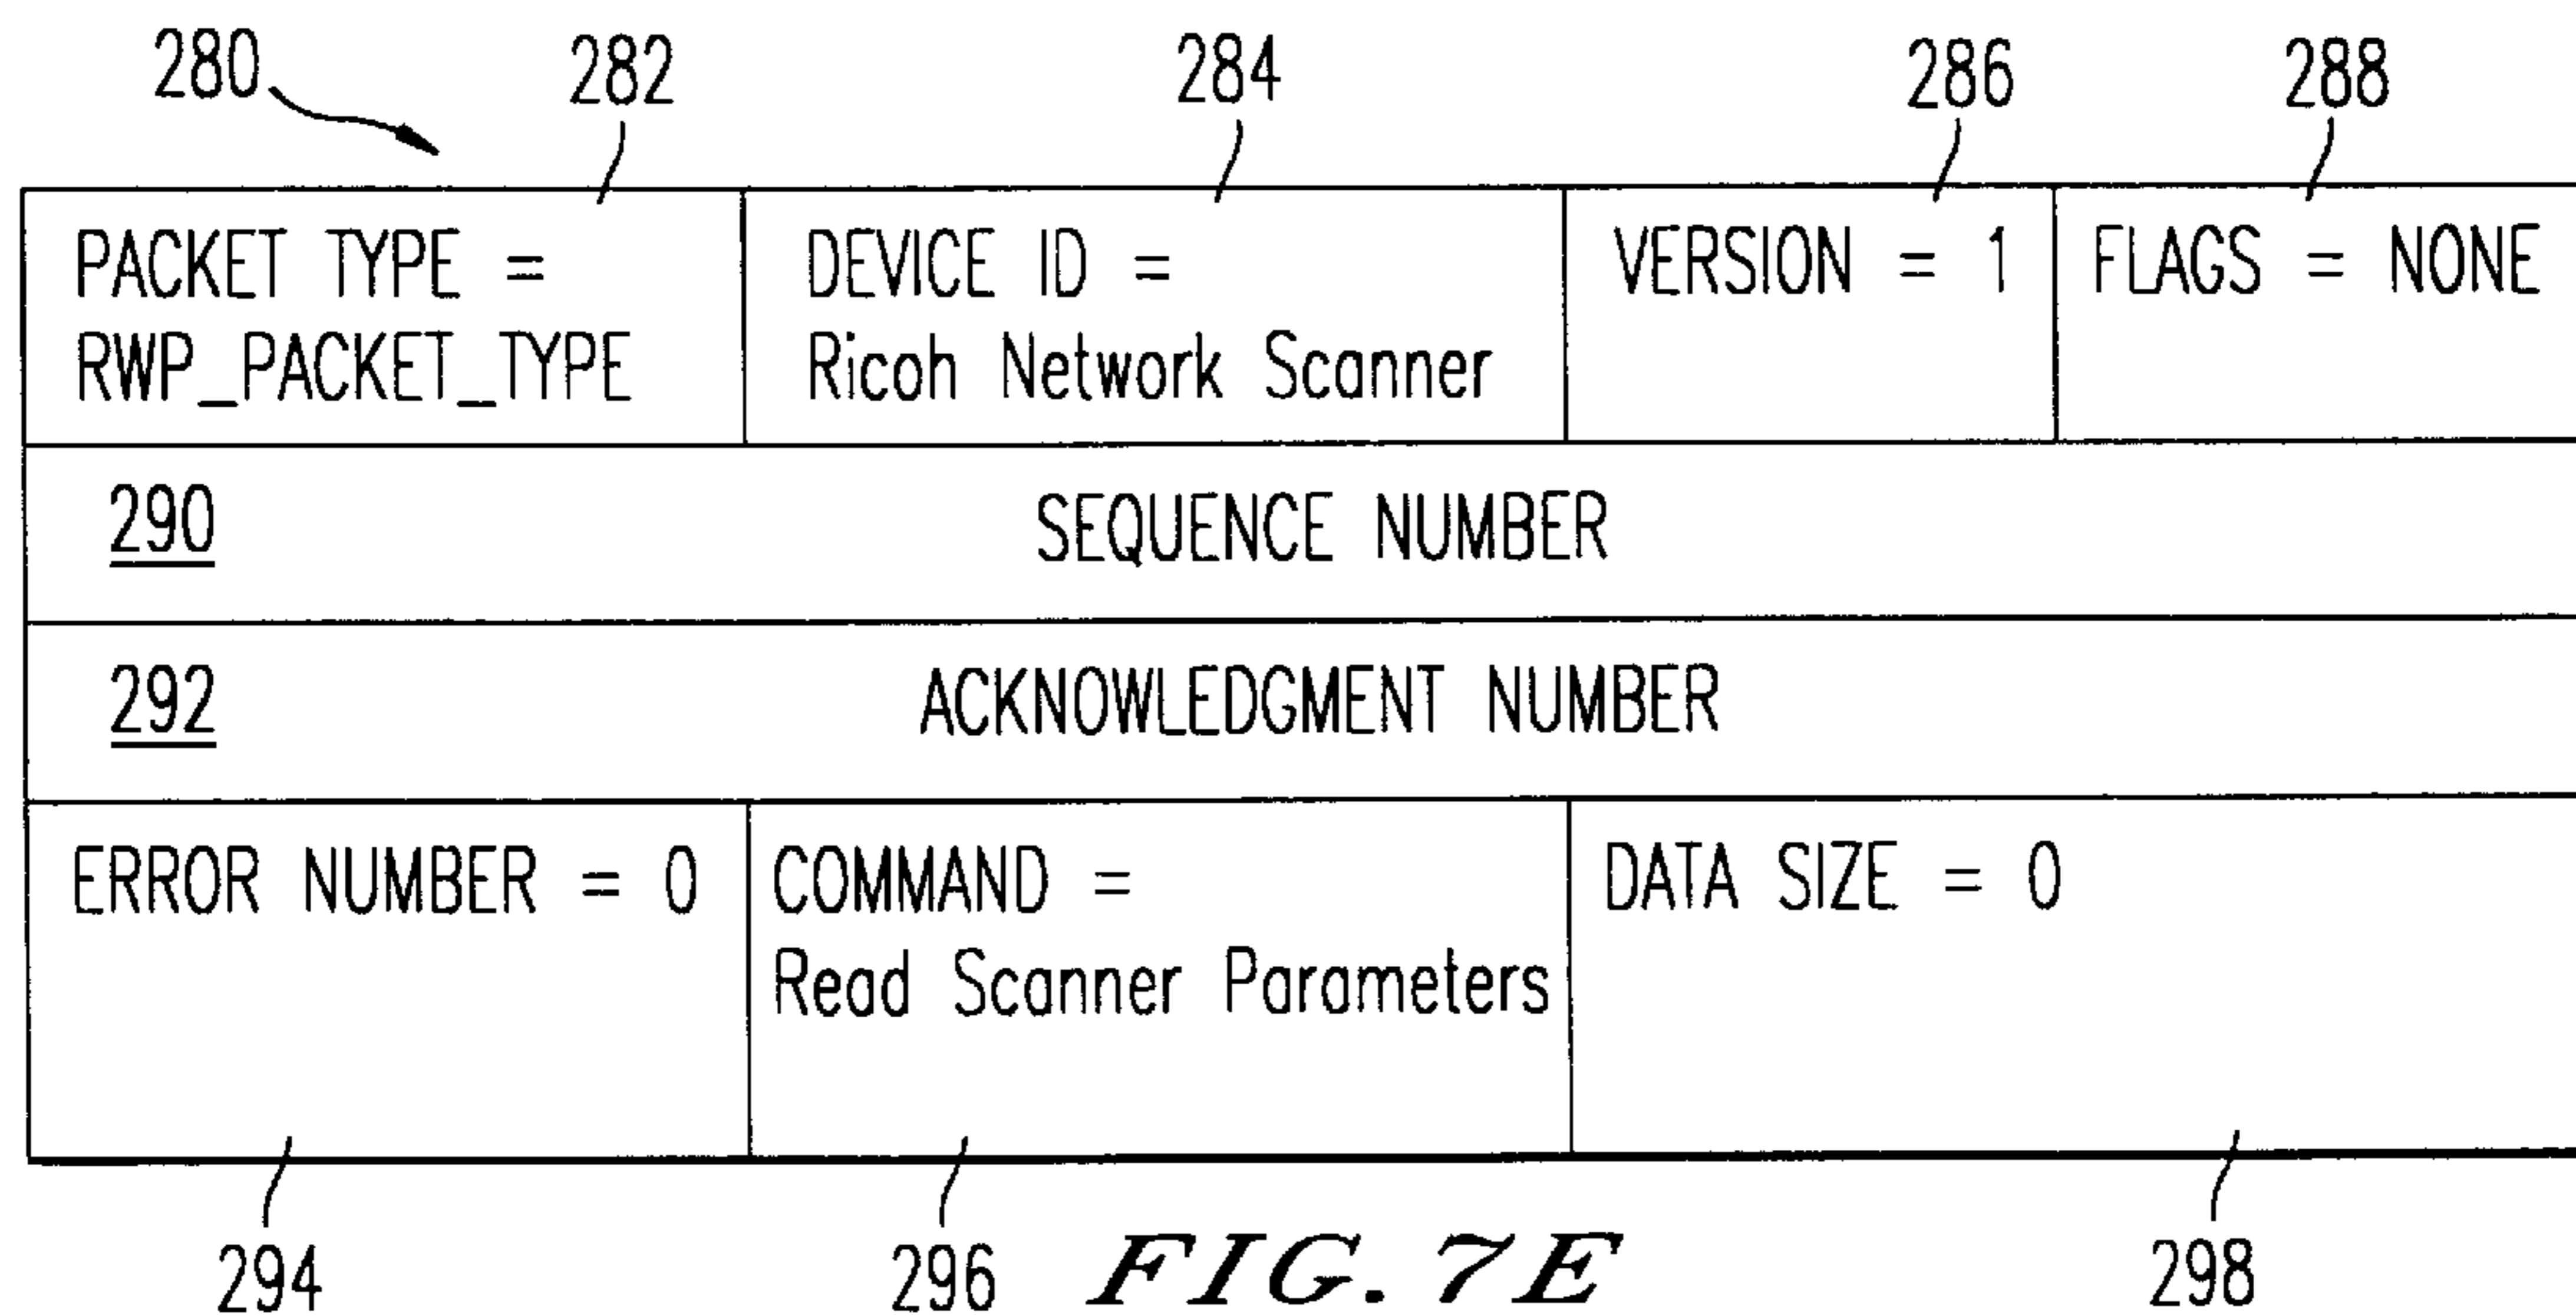 280 282 284 286 288
PACKET TYPE =
RWP_PACKET_TYPE
DEVICE ID =
Ricoh Network Scanner
VERSION = 1
FLAGS = NONE
290 SEQUENCE NUMBER
292 ACKNOWLEDGMENT NUMBER
ERROR NUMBER = 0
COMMAND =
Read Scanner Parameters
DATA SIZE = 0
294 296 298
FIG. 7E